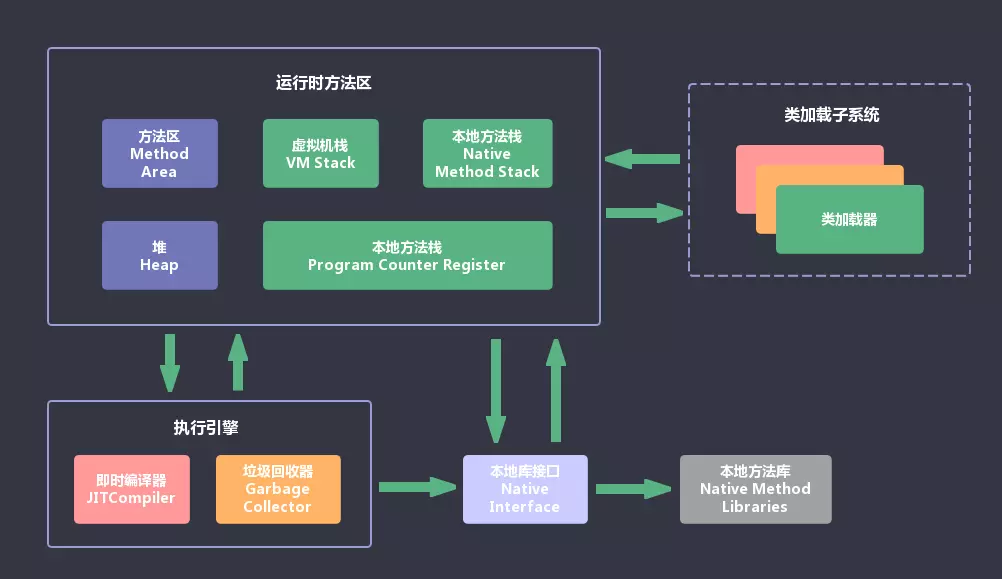 运行时方法区
方法区
Method
Area
虚拟机栈
VM Stack
本地方法栈
Native
Method Stack
堆
Heap
本地方法栈
Program Counter Register
类加载子系统
类加载器
执行引擎
即时编译器
JITCompiler
垃圾回收器
Garbage
Collector
本地库接口
Native
Interface
本地方法库
Native Method
Libraries